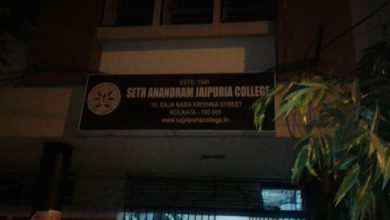 ESTD 1945
SETH ANANDRAM JAIPURIA COLLEGE
10, RAJA NABA KRISHNA STREET
KOLKATA - 700 005
www.sajaipuriacollege.in